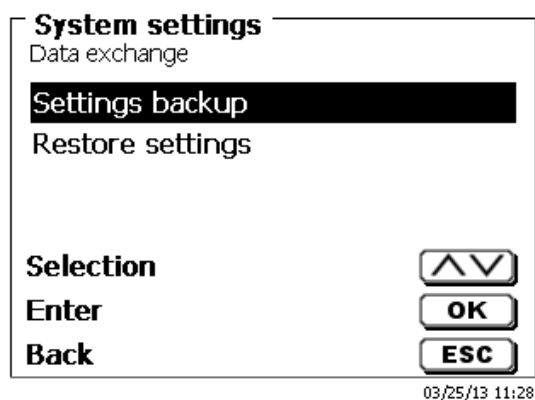 System settings
Data exchange
Settings backup
Restore settings
Selection
Enter OK
Back ESC
03/25/13 11:28